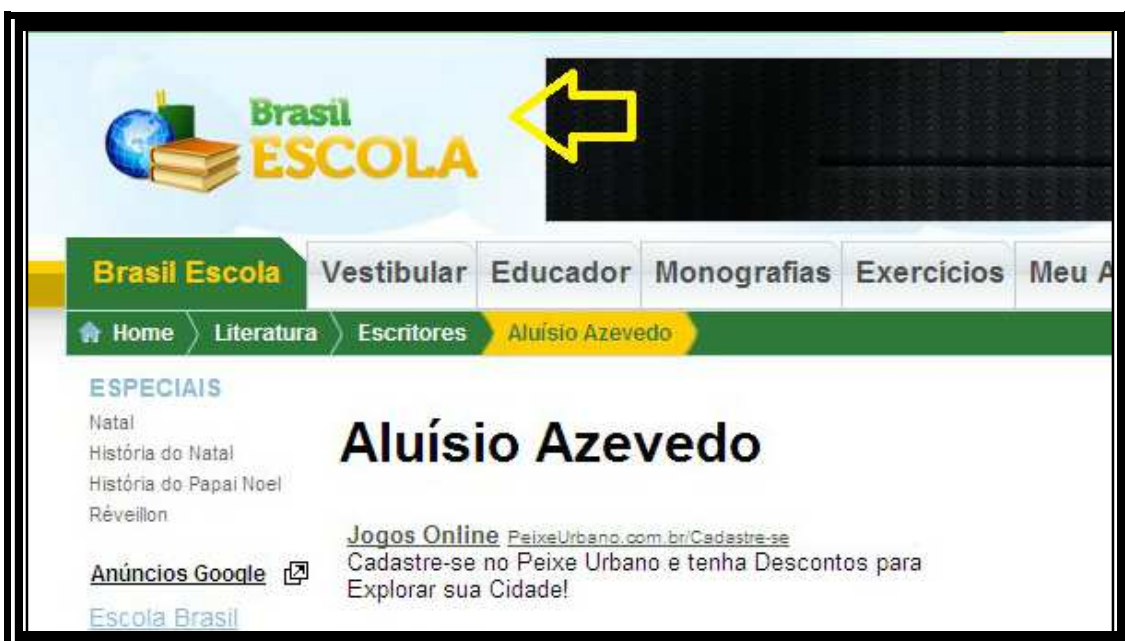 Brasil
ESCOLA
Brasil Escola Vestibular Educador Monografias Exercícios Meu
Home Literatura Escritores Aluísio Azevedo
ESPECIAIS
Natal
História do Natal
História do Papai Noel
Réveillon
Anúncios Google
Escola Brasil
Aluísio Azevedo
Jogos Online PeixeUrbano.com.br/Cadastre-se
Cadastre-se no Peixe Urbano e tenha Descontos para
Explorar sua Cidade!